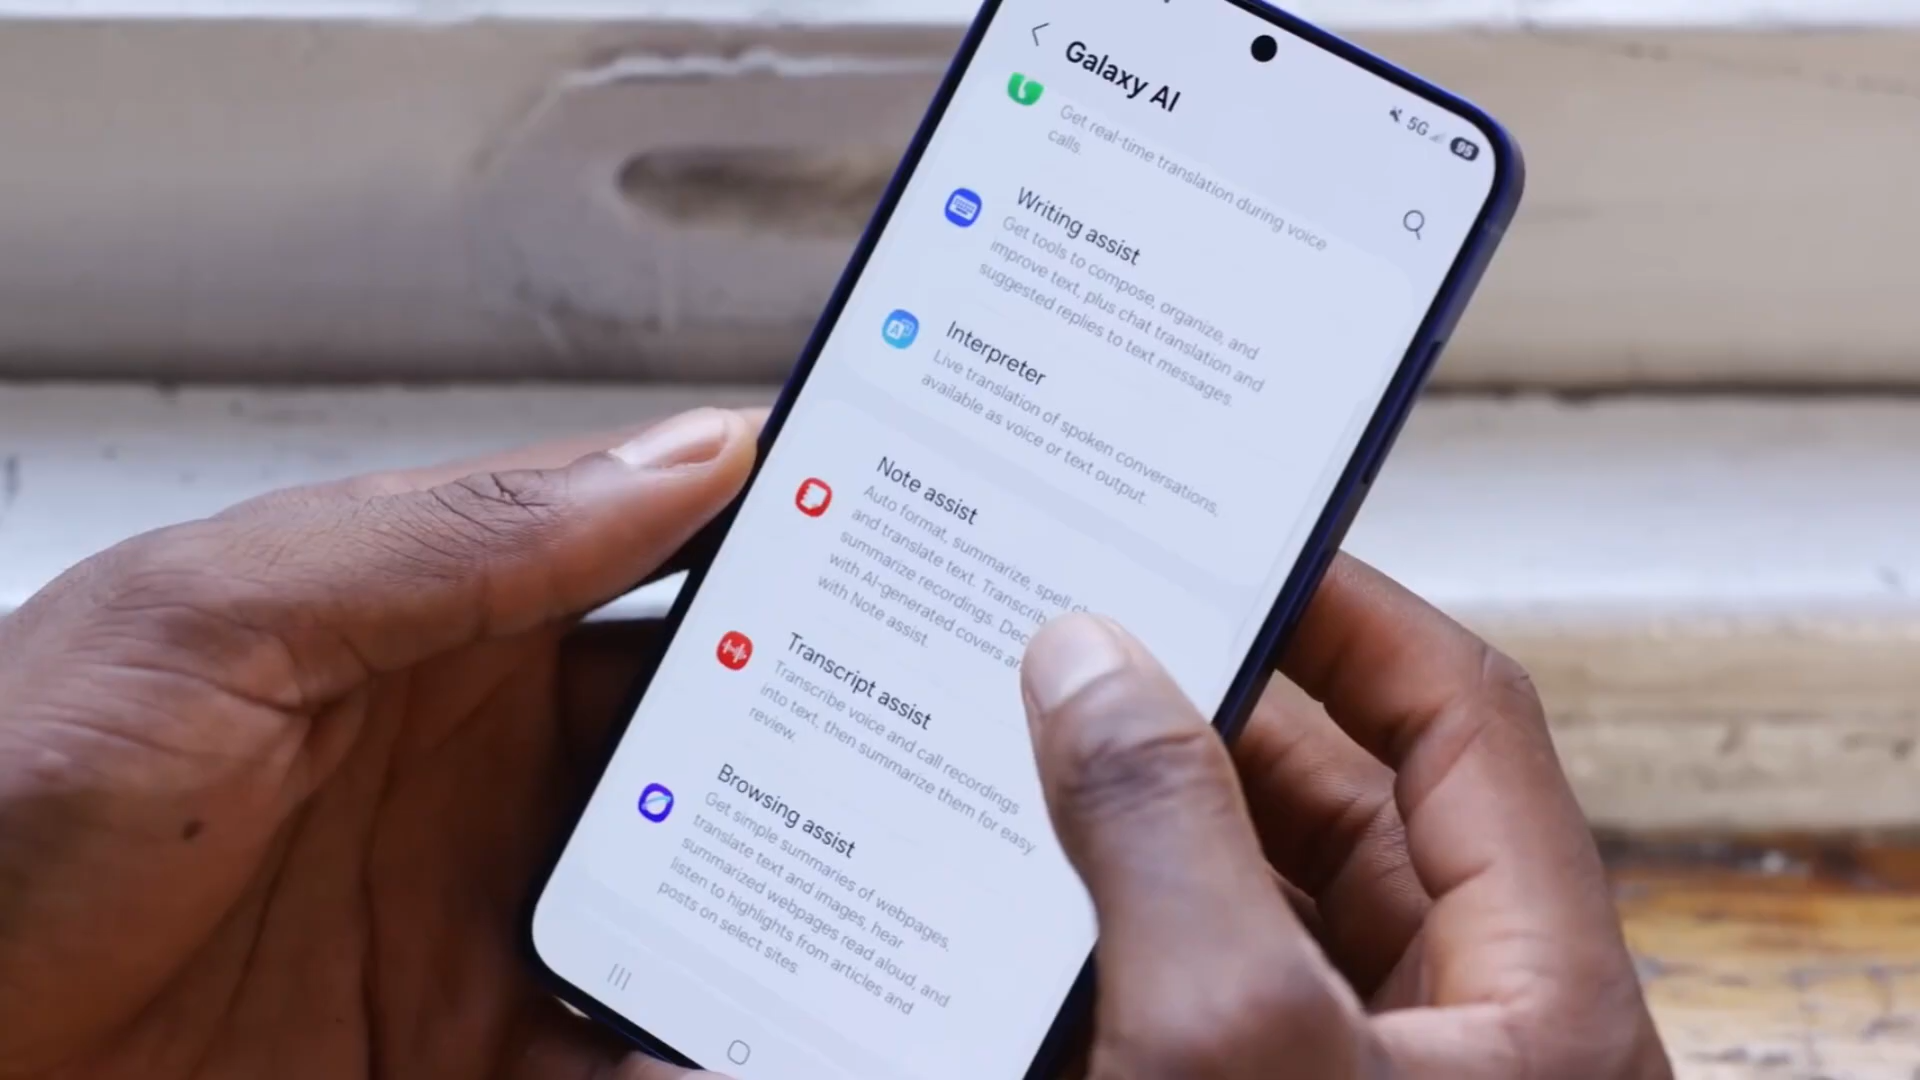 Galaxy AI
5G
95
Get real-time translation during voice
calls.
Writing assist
Get tools to compose, organize, and
improve text, plus chat translation and
suggested replies to text messages.
Interpreter
Live translation of spoken conversations,
available as voice or text output.
Note assist
Auto format, summarize, spell
and translate text. Transcrib
summarize recordings. Dec
with AI-generated covers
with Note assist.
Transcript assist
Transcribe voice and call recordings
into text, then summarize them for easy
review.
Browsing assist
Get simple summaries of webpages,
translate text and images, hear
summarized webpages read aloud, and
listen to highlights from articles and
posts on select sites.